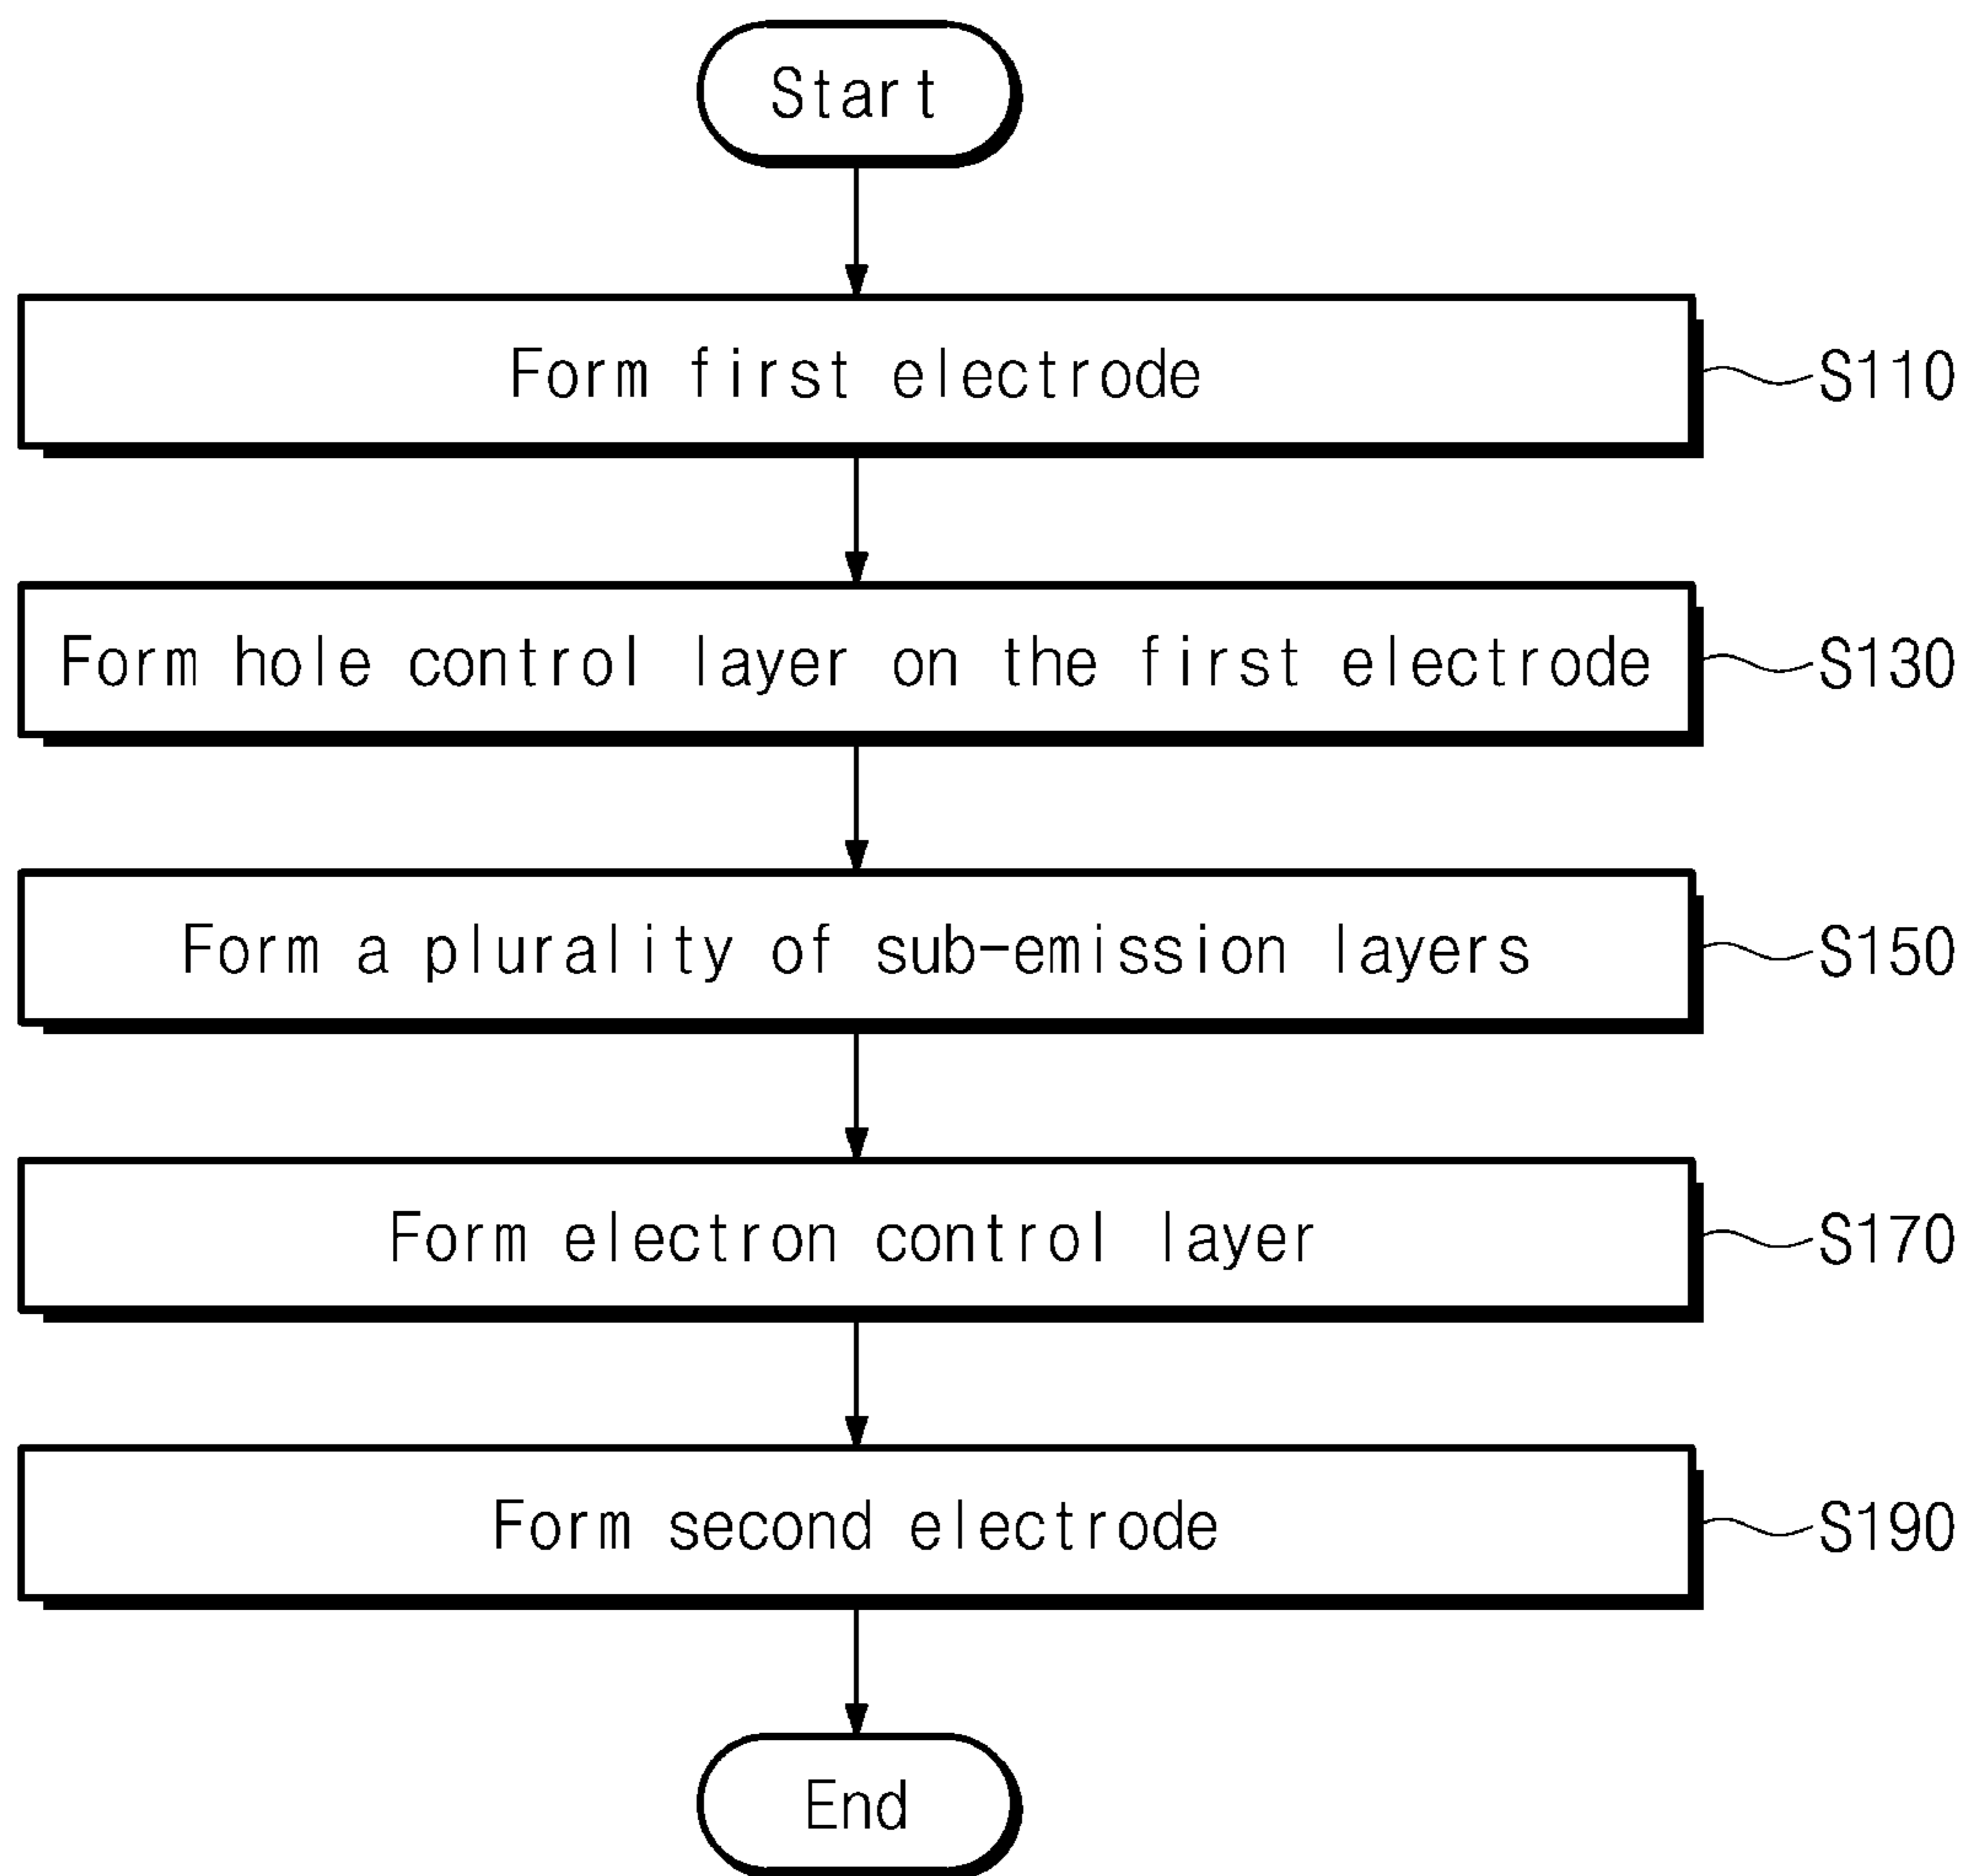 Start
Form first electrode
S110
Form hole control layer on the first electrode
S130
Form a plurality of sub-emission layers
S150
Form electron control layer
S170
Form second electrode
S190
End